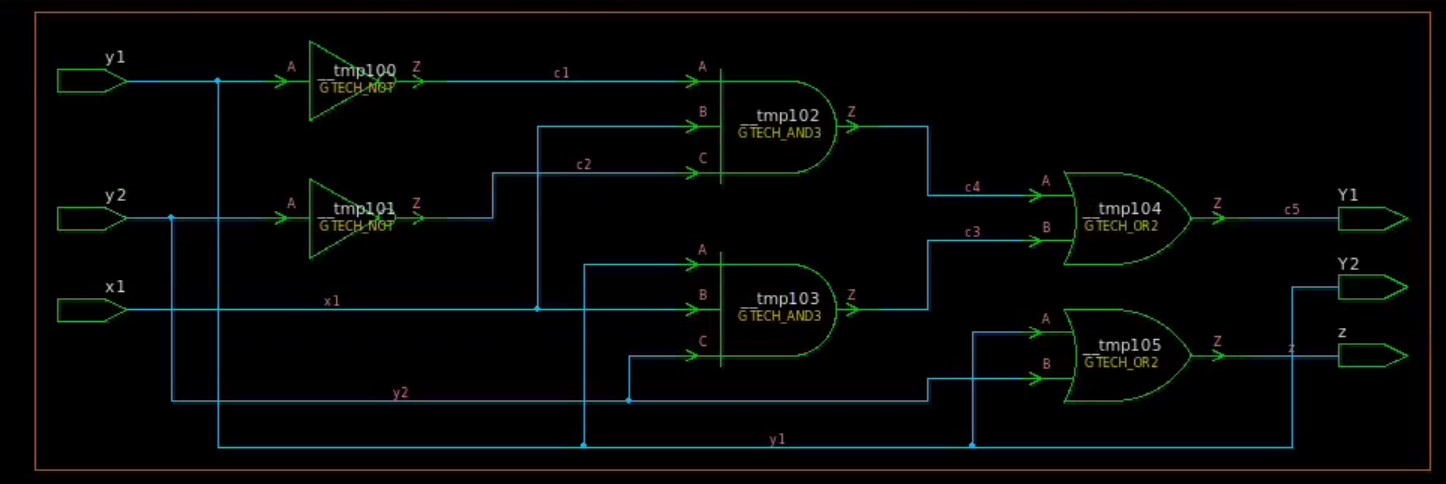 y1
A
__tmp100
GTECH_NOT
Z
c1
A
B
C
c2
__tmp102
GTECH_AND3
Z
y2
A
__tmp101
GTECH_NOT
Z
x1
x1
A
B
C
__tmp103
GTECH_AND3
Z
c4
c3
A
B
__tmp104
GTECH_OR2
Z
c5
Y1
Y2
A
B
__tmp105
GTECH_OR2
Z
z
z
y2
y1